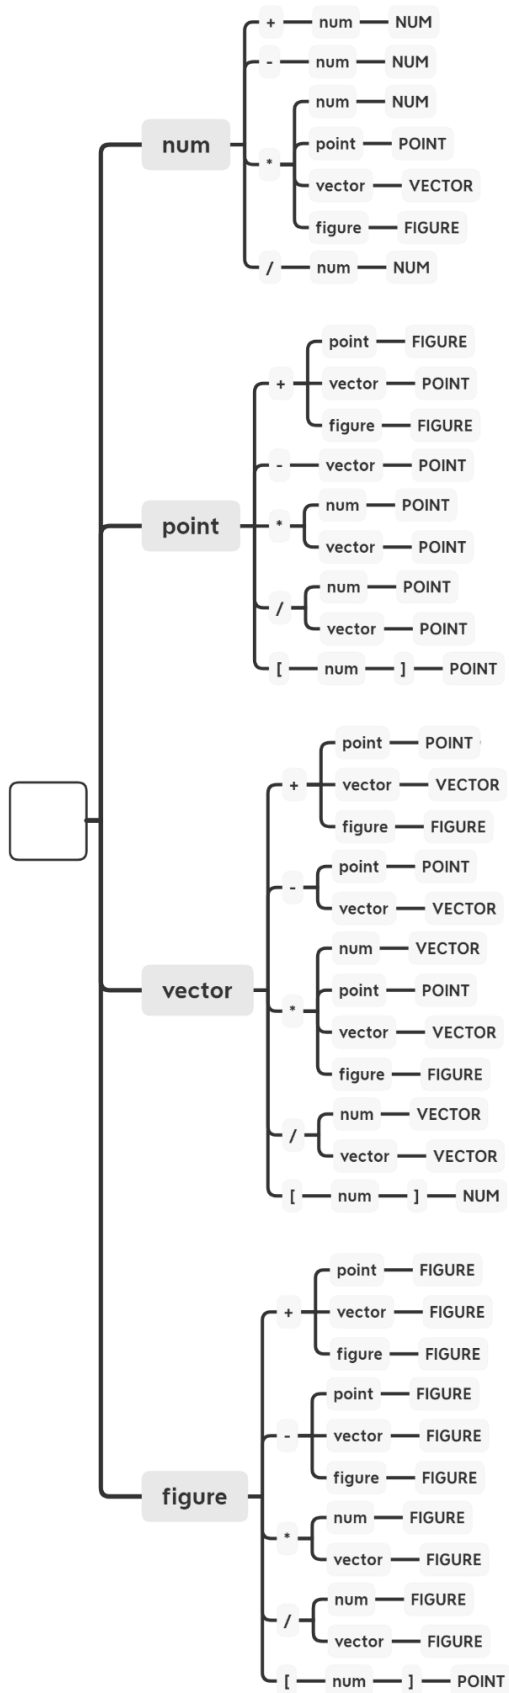 + num NUM
- num NUM
num NUM
num
point POINT
*
vector VECTOR
figure FIGURE
/ num NUM
point FIGURE
+ vector POINT
figure FIGURE
- vector POINT
num POINT
point
*
vector POINT
num POINT
/
vector POINT
[ num ] POINT
point POINT
+ vector VECTOR
figure FIGURE
point POINT
-
vector VECTOR
num VECTOR
vector
point POINT
*
vector VECTOR
figure FIGURE
num VECTOR
/
vector VECTOR
[ num ] NUM
point FIGURE
+ vector FIGURE
figure FIGURE
point FIGURE
- vector FIGURE
figure FIGURE
figure
num FIGURE
*
vector FIGURE
num FIGURE
/
vector FIGURE
[ num ] POINT